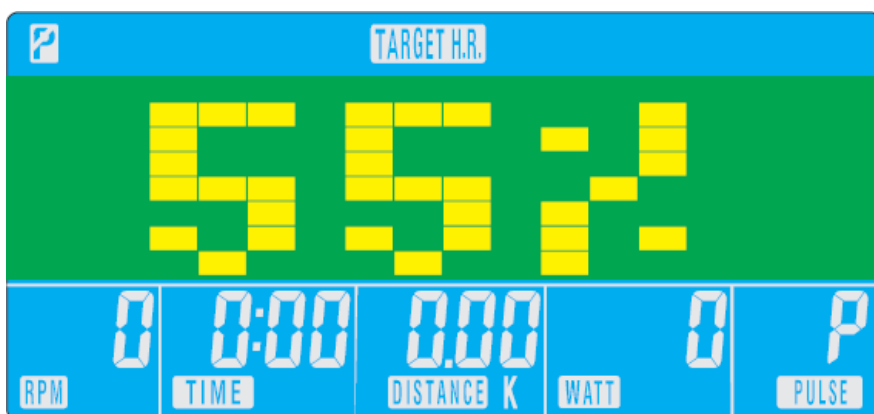 P TARGET H.R.
55%
0 0:00 0.00 0 P
RPM TIME DISTANCE K WATT PULSE